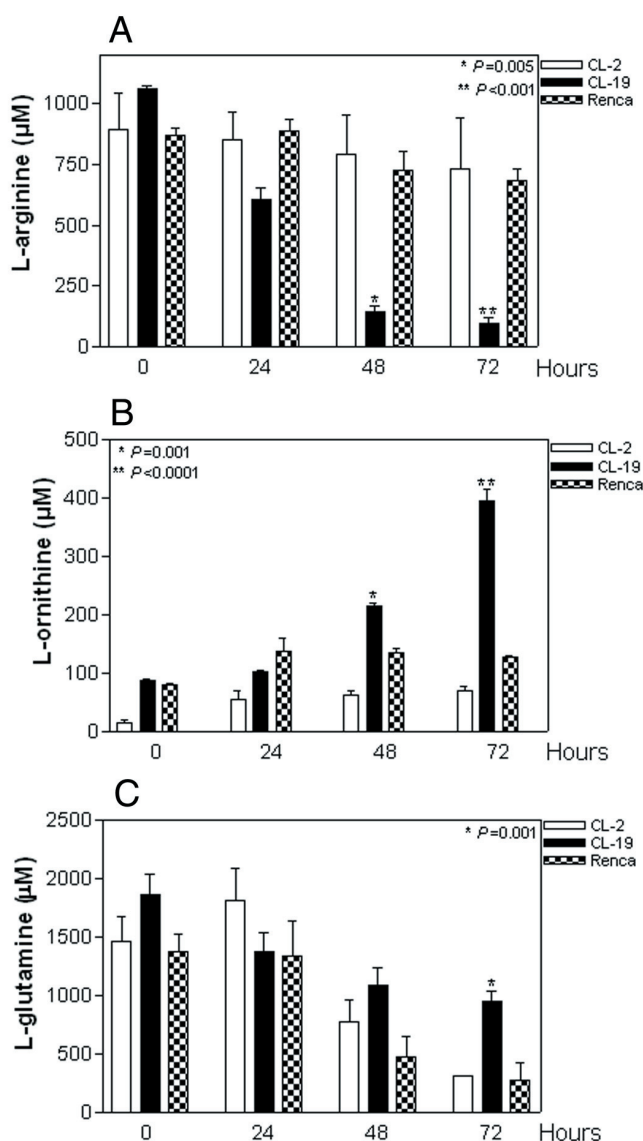 A
* P=0.005
** P<0.001
CL-2
CL-19
Renca
L-arginine (µM)
1000
750
500
250
0
0 24 48 72 Hours
B
* P=0.001
** P<0.0001
CL-2
CL-19
Renca
L-ornithine (µM)
500
400
300
200
100
0
*
**
0 24 48 72 Hours
C
* P=0.001
CL-2
CL-19
Renca
L-glutamine (µM)
2500
2000
1500
1000
500
0
*
0 24 48 72 Hours